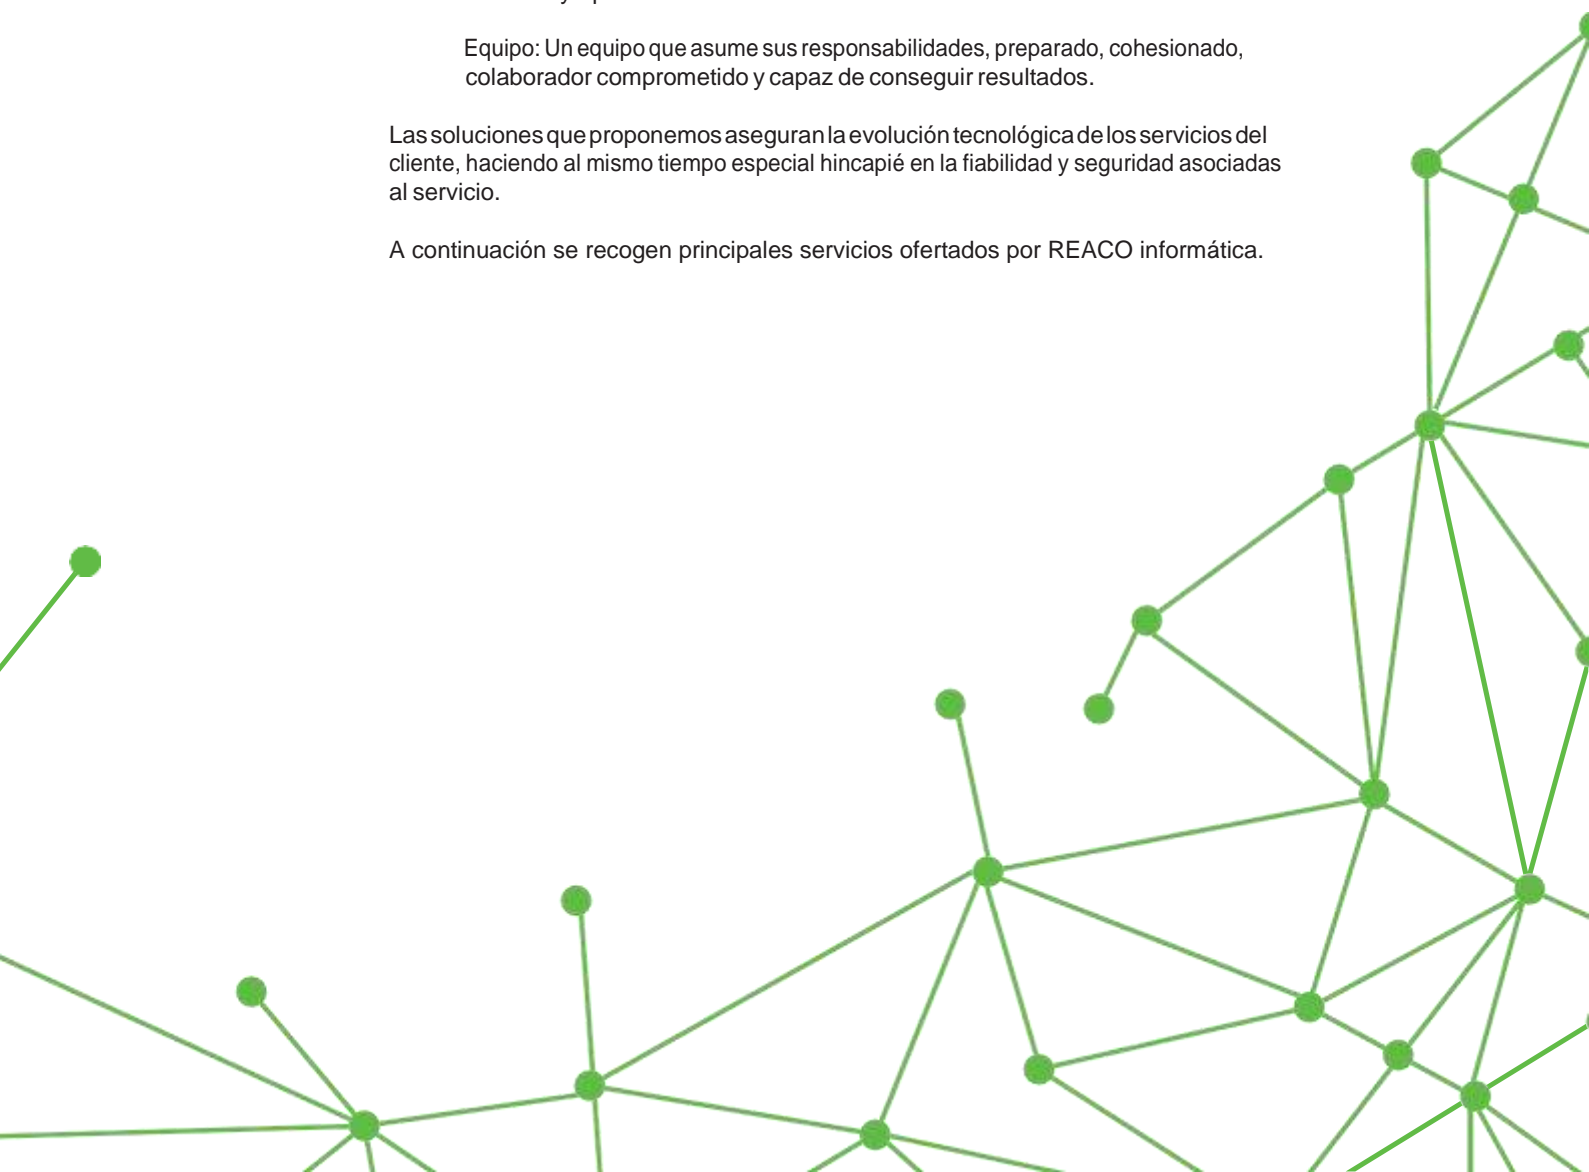 Equipo: Un equipo que asume sus responsabilidades, preparado, cohesionado,
colaborador comprometido y capaz de conseguir resultados.
Las soluciones que proponemos aseguran la evolución tecnológica de los servicios del
cliente, haciendo al mismo tiempo especial hincapié en la fiabilidad y seguridad asociadas
al servicio.
A continuación se recogen principales servicios ofertados por REACO informática.